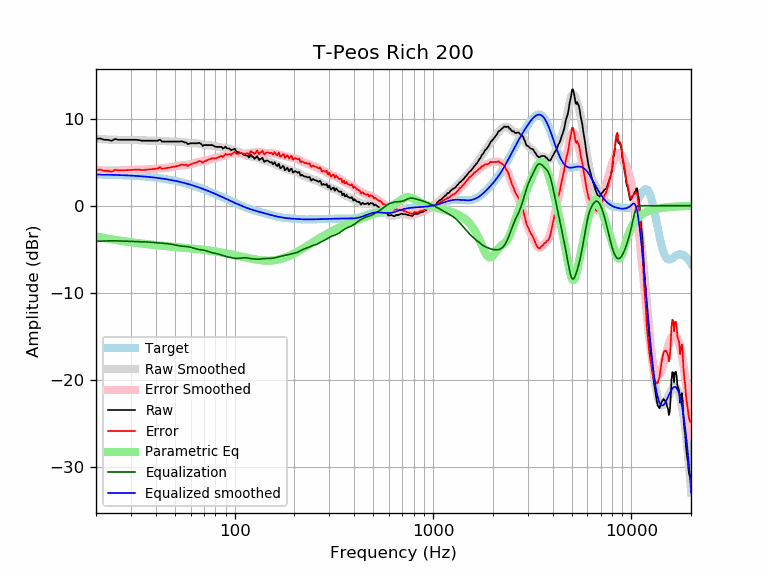 T-Peos Rich 200
Amplitude (dBr)
10
0
−10
−20
−30
Target
Raw Smoothed
Error Smoothed
Raw
Error
Parametric Eq
Equalization
Equalized smoothed
100
1000
10000
Frequency (Hz)